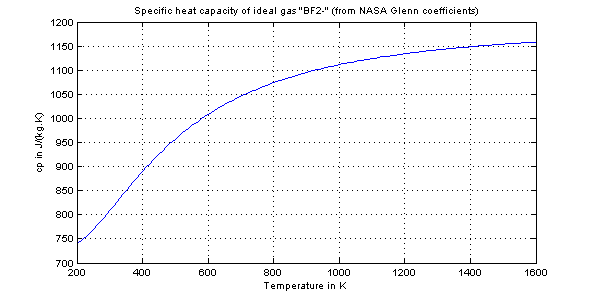 Specific heat capacity of ideal gas "BF2-" (from NASA Glenn coefficients)
1200
1150
1100
1050
1000
950
900
850
800
750
700
cp in J/(kg.K)
200 400 600 800 1000 1200 1400 1600
Temperature in K